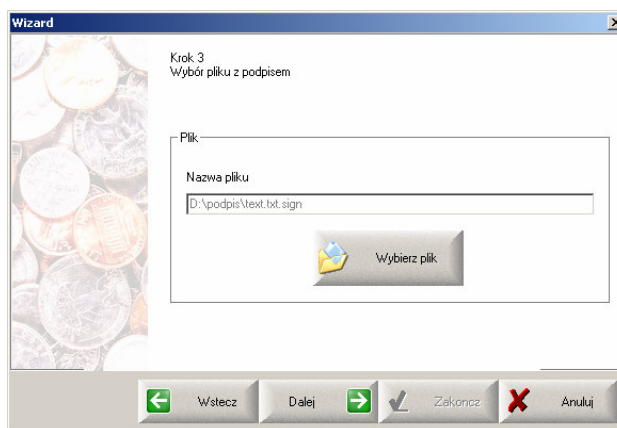 Wizard
Krok 3
Wybór pliku z podpisem
Plik
Nazwa pliku
D:\podpis\text.txt.sign
Wybierz plik
Wstecz
Dalej
Zakoncz
Anuluj